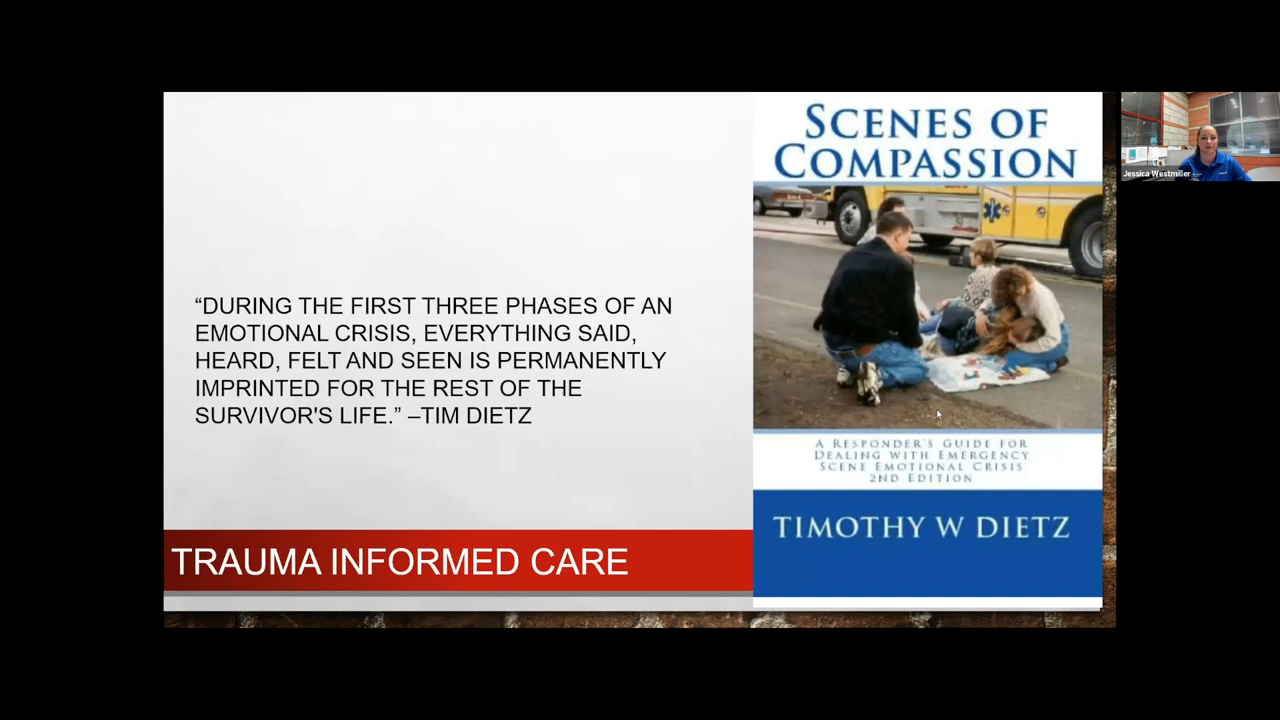 SCENES OF
COMPASSION
Jessica Westmiller
“DURING THE FIRST THREE PHASES OF AN
EMOTIONAL CRISIS, EVERYTHING SAID,
HEARD, FELT AND SEEN IS PERMANENTLY
IMPRINTED FOR THE REST OF THE
SURVIVOR'S LIFE.” –TIM DIETZ
A RESPONDER'S GUIDE FOR
DEALING WITH EMERGENCY
SCENE EMOTIONAL CRISIS
2ND EDITION
TIMOTHY W DIETZ
TRAUMA INFORMED CARE